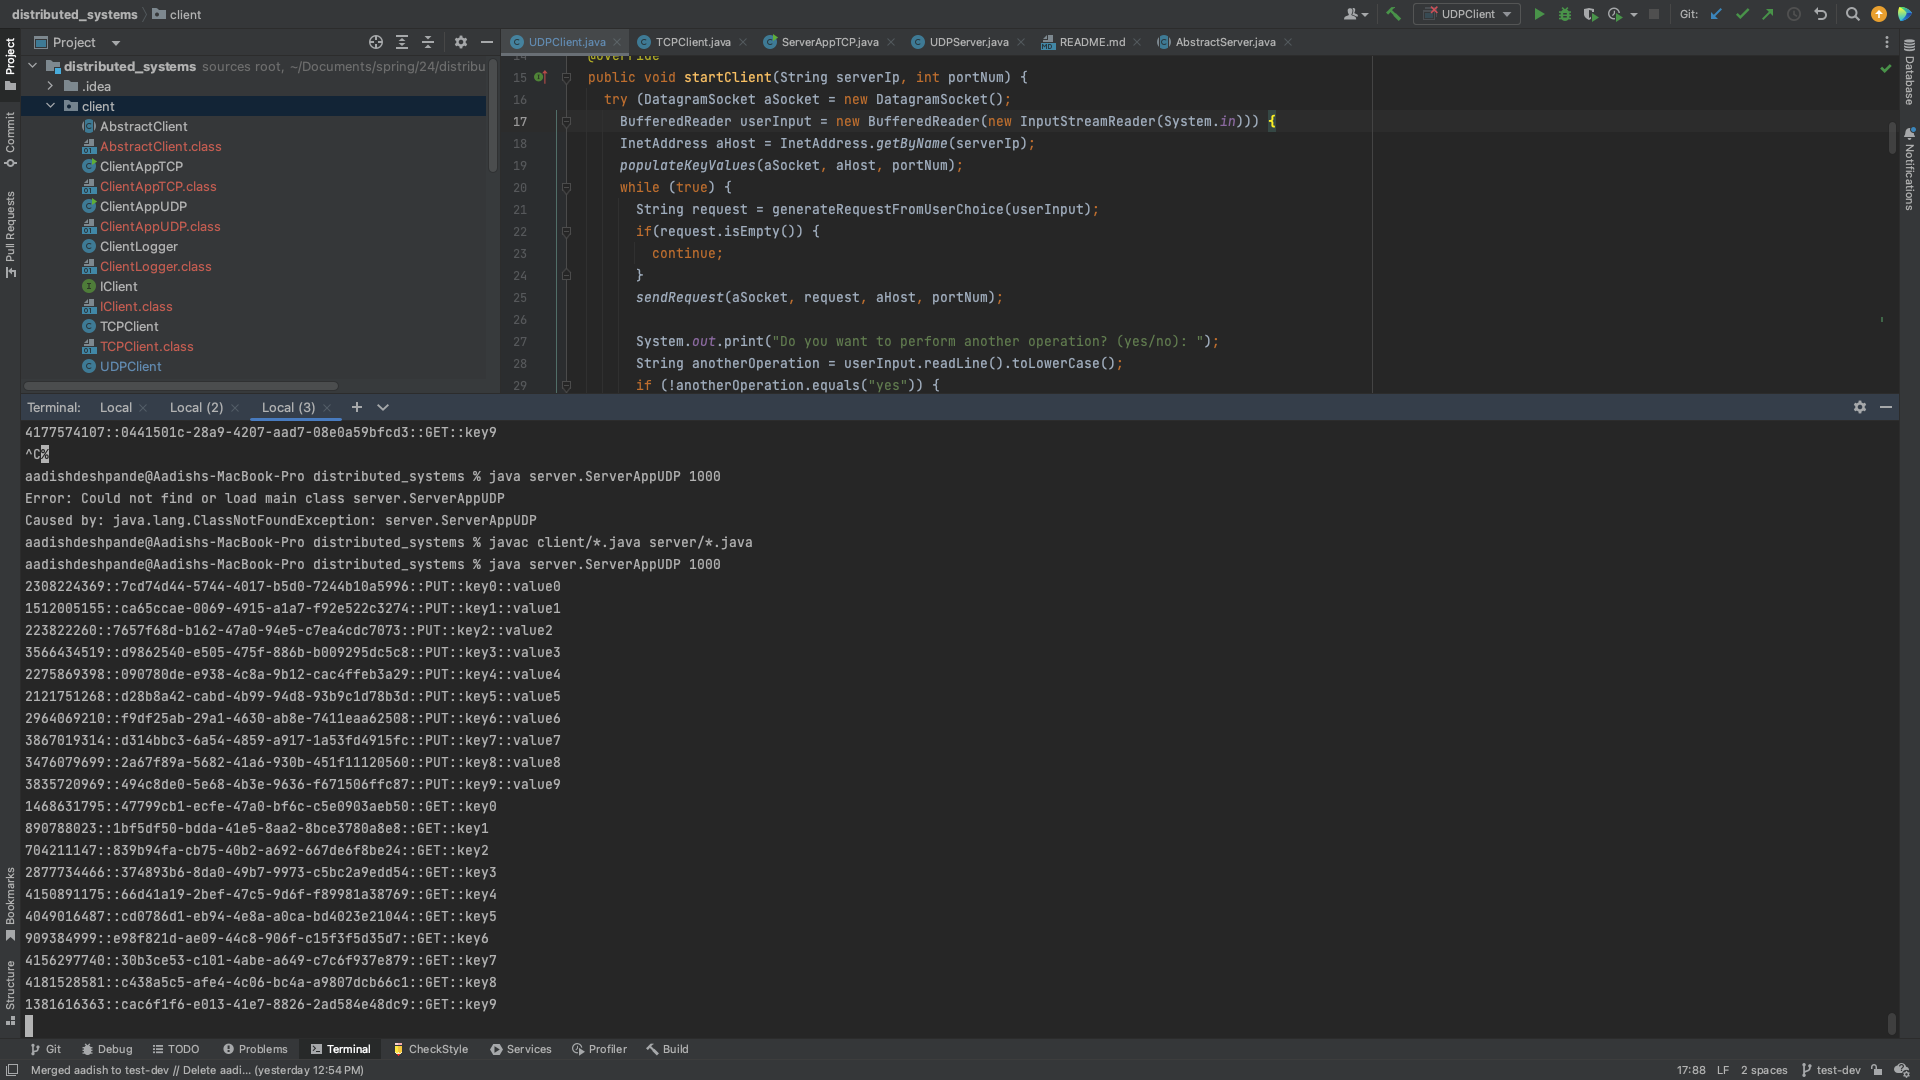 distributed_systems client
UDPClient
Git:
Project
UDPClient.java
TCPClient.java
ServerAppTCP.java
UDPServer.java
README.md
AbstractServer.java
distributed_systems sources root, ~/Documents/spring/24/distribu
.idea
client
AbstractClient
AbstractClient.class
ClientAppTCP
ClientAppTCP.class
ClientAppUDP
ClientAppUDP.class
ClientLogger
ClientLogger.class
IClient
IClient.class
TCPClient
TCPClient.class
UDPClient
14 @Override
15 public void startClient(String serverIp, int portNum) {
16 try (DatagramSocket aSocket = new DatagramSocket();
17 BufferedReader userInput = new BufferedReader(new InputStreamReader(System.in))) {
18 InetAddress aHost = InetAddress.getByName(serverIp);
19 populateKeyValues(aSocket, aHost, portNum);
20 while (true) {
21 String request = generateRequestFromUserChoice(userInput);
22 if(request.isEmpty()) {
23 continue;
24 }
25 sendRequest(aSocket, request, aHost, portNum);
26
27 System.out.print("Do you want to perform another operation? (yes/no): ");
28 String anotherOperation = userInput.readLine().toLowerCase();
29 if (!anotherOperation.equals("yes")) {
Project
Commit
Pull Requests
Bookmarks
Structure
Database
Notifications
Terminal: Local Local (2) Local (3)
4177574107::0441501c-28a9-4207-aad7-08e0a59bfcd3::GET::key9
^C%
aadishdeshpande@Aadishs-MacBook-Pro distributed_systems % java server.ServerAppUDP 1000
Error: Could not find or load main class server.ServerAppUDP
Caused by: java.lang.ClassNotFoundException: server.ServerAppUDP
aadishdeshpande@Aadishs-MacBook-Pro distributed_systems % javac client/*.java server/*.java
aadishdeshpande@Aadishs-MacBook-Pro distributed_systems % java server.ServerAppUDP 1000
2308224369::7cd74d44-5744-4017-b5d0-7244b10a5996::PUT::key0::value0
1512005155::ca65ccae-0069-4915-a1a7-f92e522c3274::PUT::key1::value1
223822260::7657f68d-b162-47a0-94e5-c7ea4cdc7073::PUT::key2::value2
3566434519::d9862540-e505-475f-886b-b009295dc5c8::PUT::key3::value3
2275869398::090780de-e938-4c8a-9b12-cac4ffeb3a29::PUT::key4::value4
2121751268::d28b8a42-cabd-4b99-94d8-93b9c1d78b3d::PUT::key5::value5
2964069210::f9df25ab-29a1-4630-ab8e-7411eaa62508::PUT::key6::value6
3867019314::d314bbc3-6a54-4859-a917-1a53fd4915fc::PUT::key7::value7
3476079699::2a67f89a-5682-41a6-930b-451f11120560::PUT::key8::value8
3835720969::494c8de0-5e68-4b3e-9636-f671506ffc87::PUT::key9::value9
1468631795::47799cb1-ecfe-47a0-bf6c-c5e0903aeb50::GET::key0
890788023::1bf5df50-bdda-41e5-8aa2-8bce3780a8e8::GET::key1
704211147::839b94fa-cb75-40b2-a692-667de6f8be24::GET::key2
2877734466::374893b6-8da0-49b7-9973-c5bc2a9edd54::GET::key3
4150891175::66d41a19-2bef-47c5-9d6f-f89981a38769::GET::key4
4049016487::cd0786d1-eb94-4e8a-a0ca-bd4023e21044::GET::key5
909384999::e98f821d-ae09-44c8-906f-c15f3f5d35d7::GET::key6
4156297740::30b3ce53-c101-4abe-a649-c7c6f937e879::GET::key7
4181528581::c438a5c5-afe4-4c06-bc4a-a9807dcb66c1::GET::key8
1381616363::cac6f1f6-e013-41e7-8826-2ad584e48dc9::GET::key9
Git Debug TODO Problems Terminal CheckStyle Services Profiler Build
Merged aadish to test-dev // Delete aadi... (yesterday 12:54 PM)
17:88 LF 2 spaces test-dev